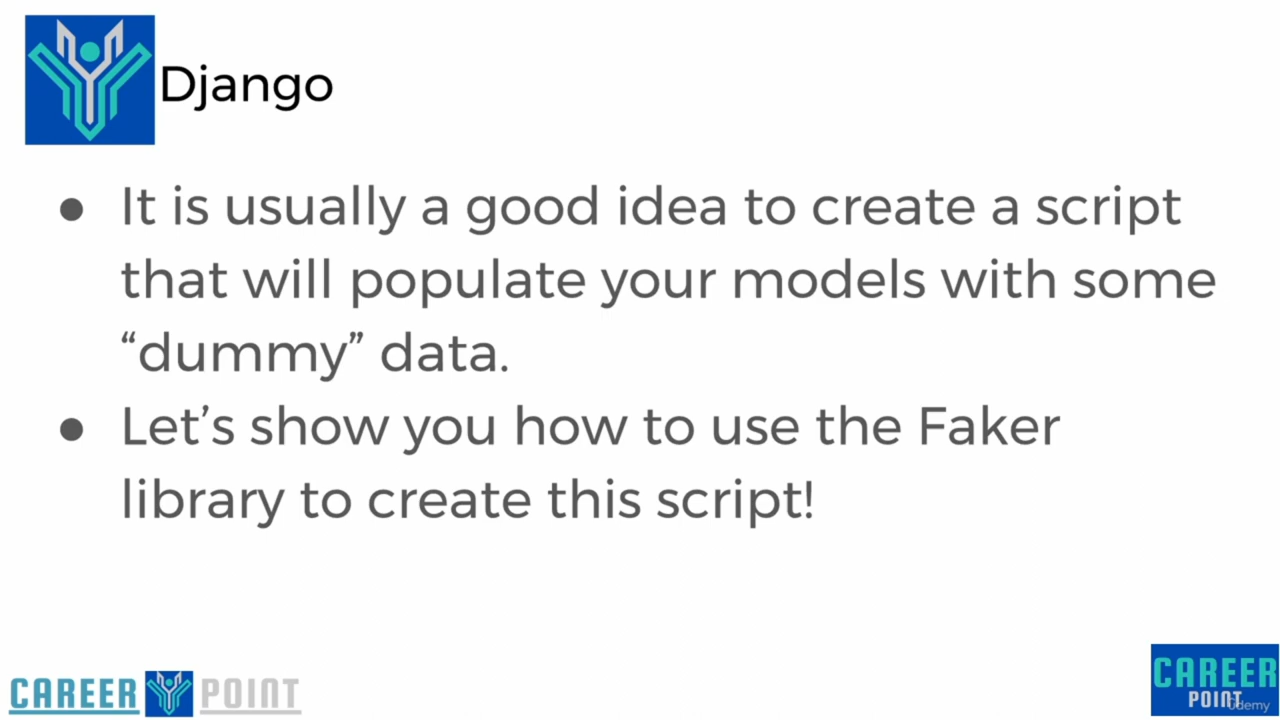 Django
● It is usually a good idea to create a script
that will populate your models with some
“dummy” data.
● Let’s show you how to use the Faker
library to create this script!
CAREER POINT
CAREER
POINT
Udemy